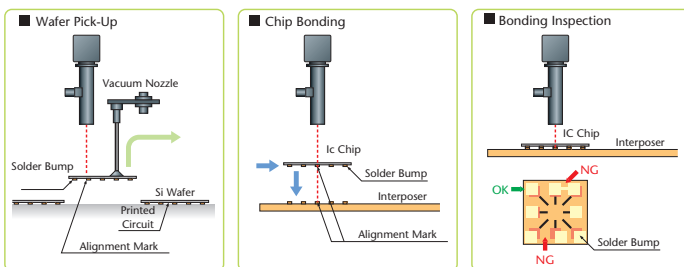 ■ Wafer Pick-Up
Vacuum Nozzle
Solder Bump
Si Wafer
Printed
Circuit
Alignment Mark
■ Chip Bonding
Ic Chip
Solder Bump
Interposer
Alignment Mark
■ Bonding Inspection
IC Chip
Interposer
NG
OK
Solder Bump
NG